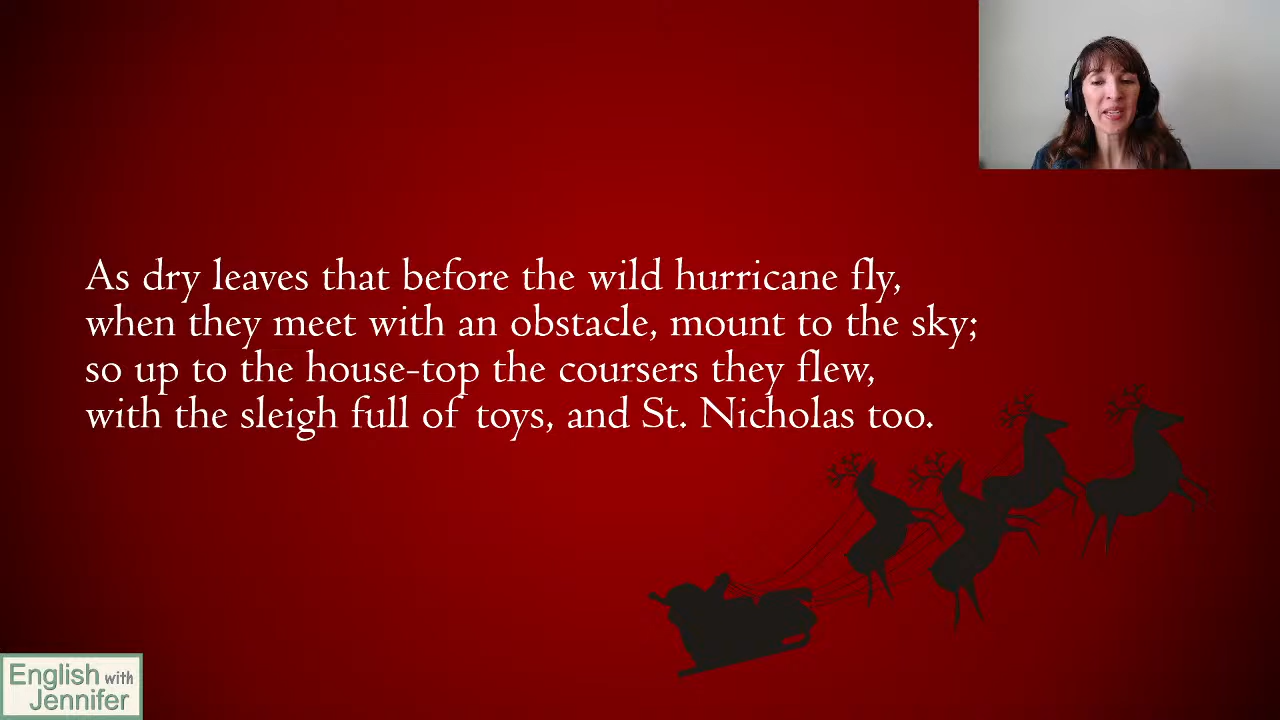 As dry leaves that before the wild hurricane fly,
when they meet with an obstacle, mount to the sky;
so up to the house-top the coursers they flew,
with the sleigh full of toys, and St. Nicholas too.
English with
Jennifer